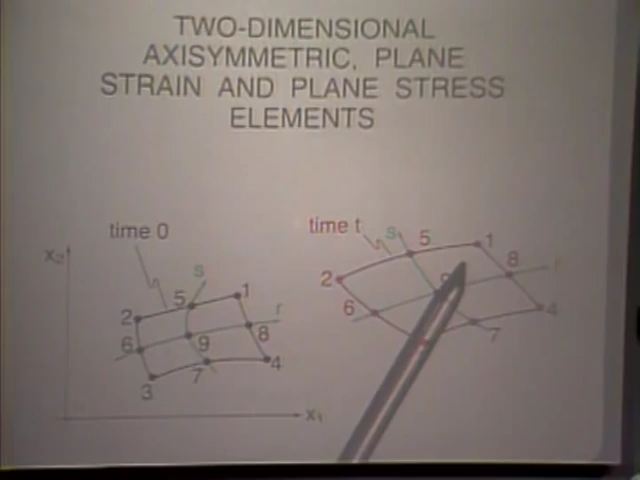 TWO-DIMENSIONAL
AXISYMMETRIC, PLANE
STRAIN AND PLANE STRESS
ELEMENTS
time 0
time t
X₂
s
s
5
1
2
5
1
8
r
r
2
9
6
6
9
8
4
3
7
4
7
X₁